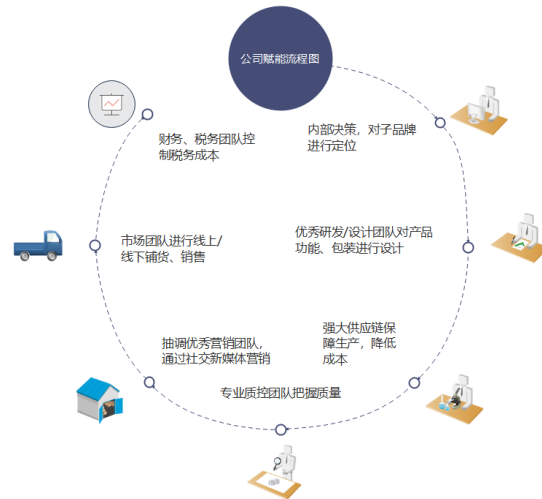 公司赋能流程图
内部决策，对子品牌
进行定位
优秀研发/设计团队对产品
功能、包装进行设计
强大供应链保
障生产，降低
成本
专业质控团队把握质量
抽调优秀营销团队，
通过社交新媒体营销
市场团队进行线上/
线下铺货、销售
财务、税务团队控
制税务成本